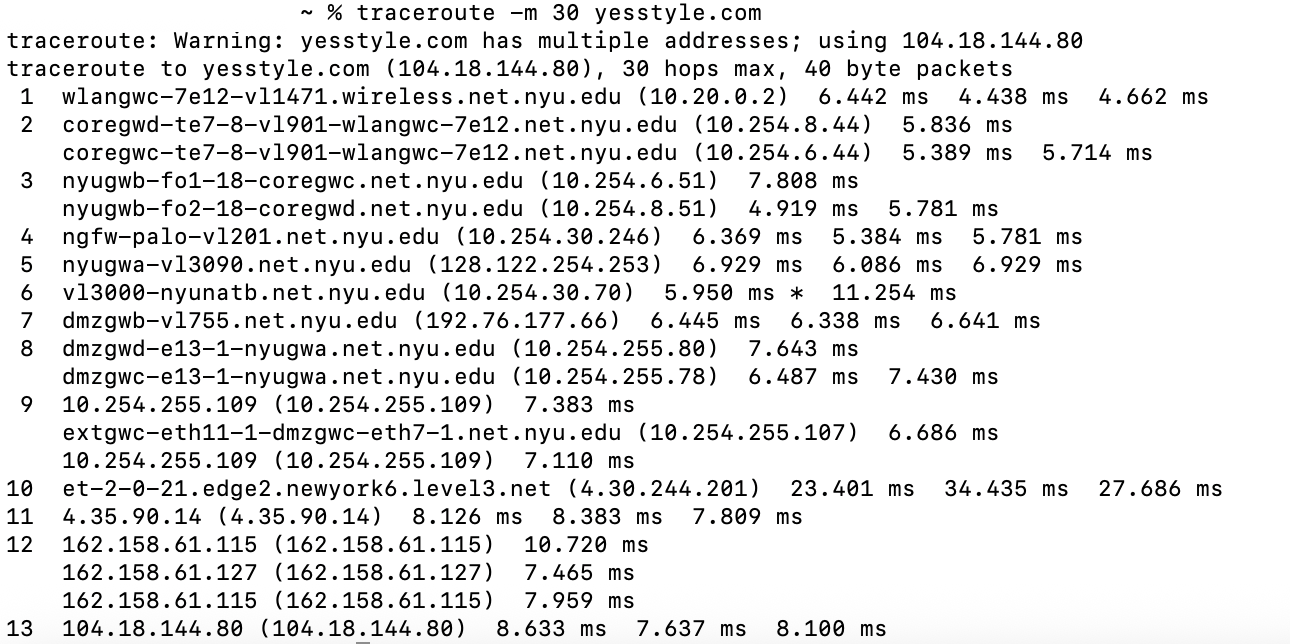 ~ % traceroute -m 30 yesstyle.com
traceroute: Warning: yesstyle.com has multiple addresses; using 104.18.144.80
traceroute to yesstyle.com (104.18.144.80), 30 hops max, 40 byte packets
1 wlangwc-7e12-vl1471.wireless.net.nyu.edu (10.20.0.2) 6.442 ms 4.438 ms 4.662 ms
2 coregwd-te7-8-vl901-wlangwc-7e12.net.nyu.edu (10.254.8.44) 5.836 ms
coregwc-te7-8-vl901-wlangwc-7e12.net.nyu.edu (10.254.6.44) 5.389 ms 5.714 ms
3 nyugwb-fo1-18-coregwc.net.nyu.edu (10.254.6.51) 7.808 ms
nyugwb-fo2-18-coregwd.net.nyu.edu (10.254.8.51) 4.919 ms 5.781 ms
4 ngfw-palo-vl201.net.nyu.edu (10.254.30.246) 6.369 ms 5.384 ms 5.781 ms
5 nyugwa-vl3090.net.nyu.edu (128.122.254.253) 6.929 ms 6.086 ms 6.929 ms
6 vl3000-nyunatb.net.nyu.edu (10.254.30.70) 5.950 ms * 11.254 ms
7 dmzgwb-vl755.net.nyu.edu (192.76.177.66) 6.445 ms 6.338 ms 6.641 ms
8 dmzgwd-e13-1-nyugwa.net.nyu.edu (10.254.255.80) 7.643 ms
dmzgwc-e13-1-nyugwa.net.nyu.edu (10.254.255.78) 6.487 ms 7.430 ms
9 10.254.255.109 (10.254.255.109) 7.383 ms
extgwc-eth11-1-dmzgwc-eth7-1.net.nyu.edu (10.254.255.107) 6.686 ms
10.254.255.109 (10.254.255.109) 7.110 ms
10 et-2-0-21.edge2.newyork6.level3.net (4.30.244.201) 23.401 ms 34.435 ms 27.686 ms
11 4.35.90.14 (4.35.90.14) 8.126 ms 8.383 ms 7.809 ms
12 162.158.61.115 (162.158.61.115) 10.720 ms
162.158.61.127 (162.158.61.127) 7.465 ms
162.158.61.115 (162.158.61.115) 7.959 ms
13 104.18.144.80 (104.18.144.80) 8.633 ms 7.637 ms 8.100 ms